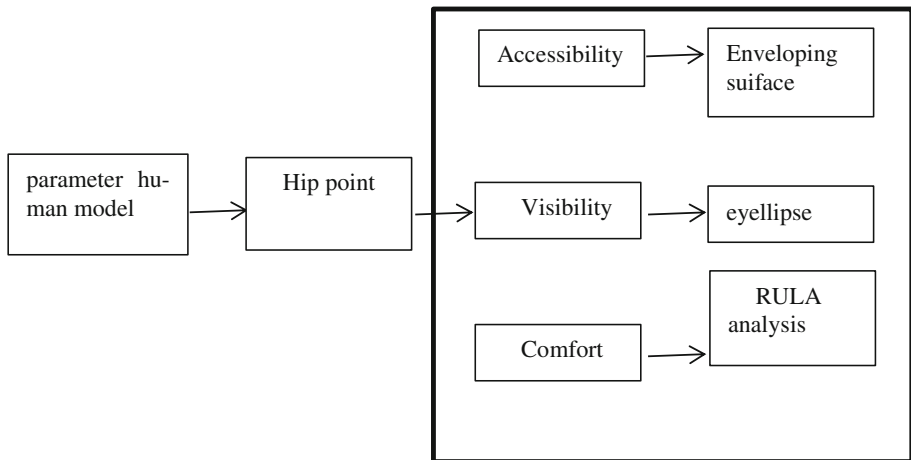 parameter hu-
man model
Hip point
Accessibility
Enveloping
suiface
Visibility
eyellipse
Comfort
RULA
analysis